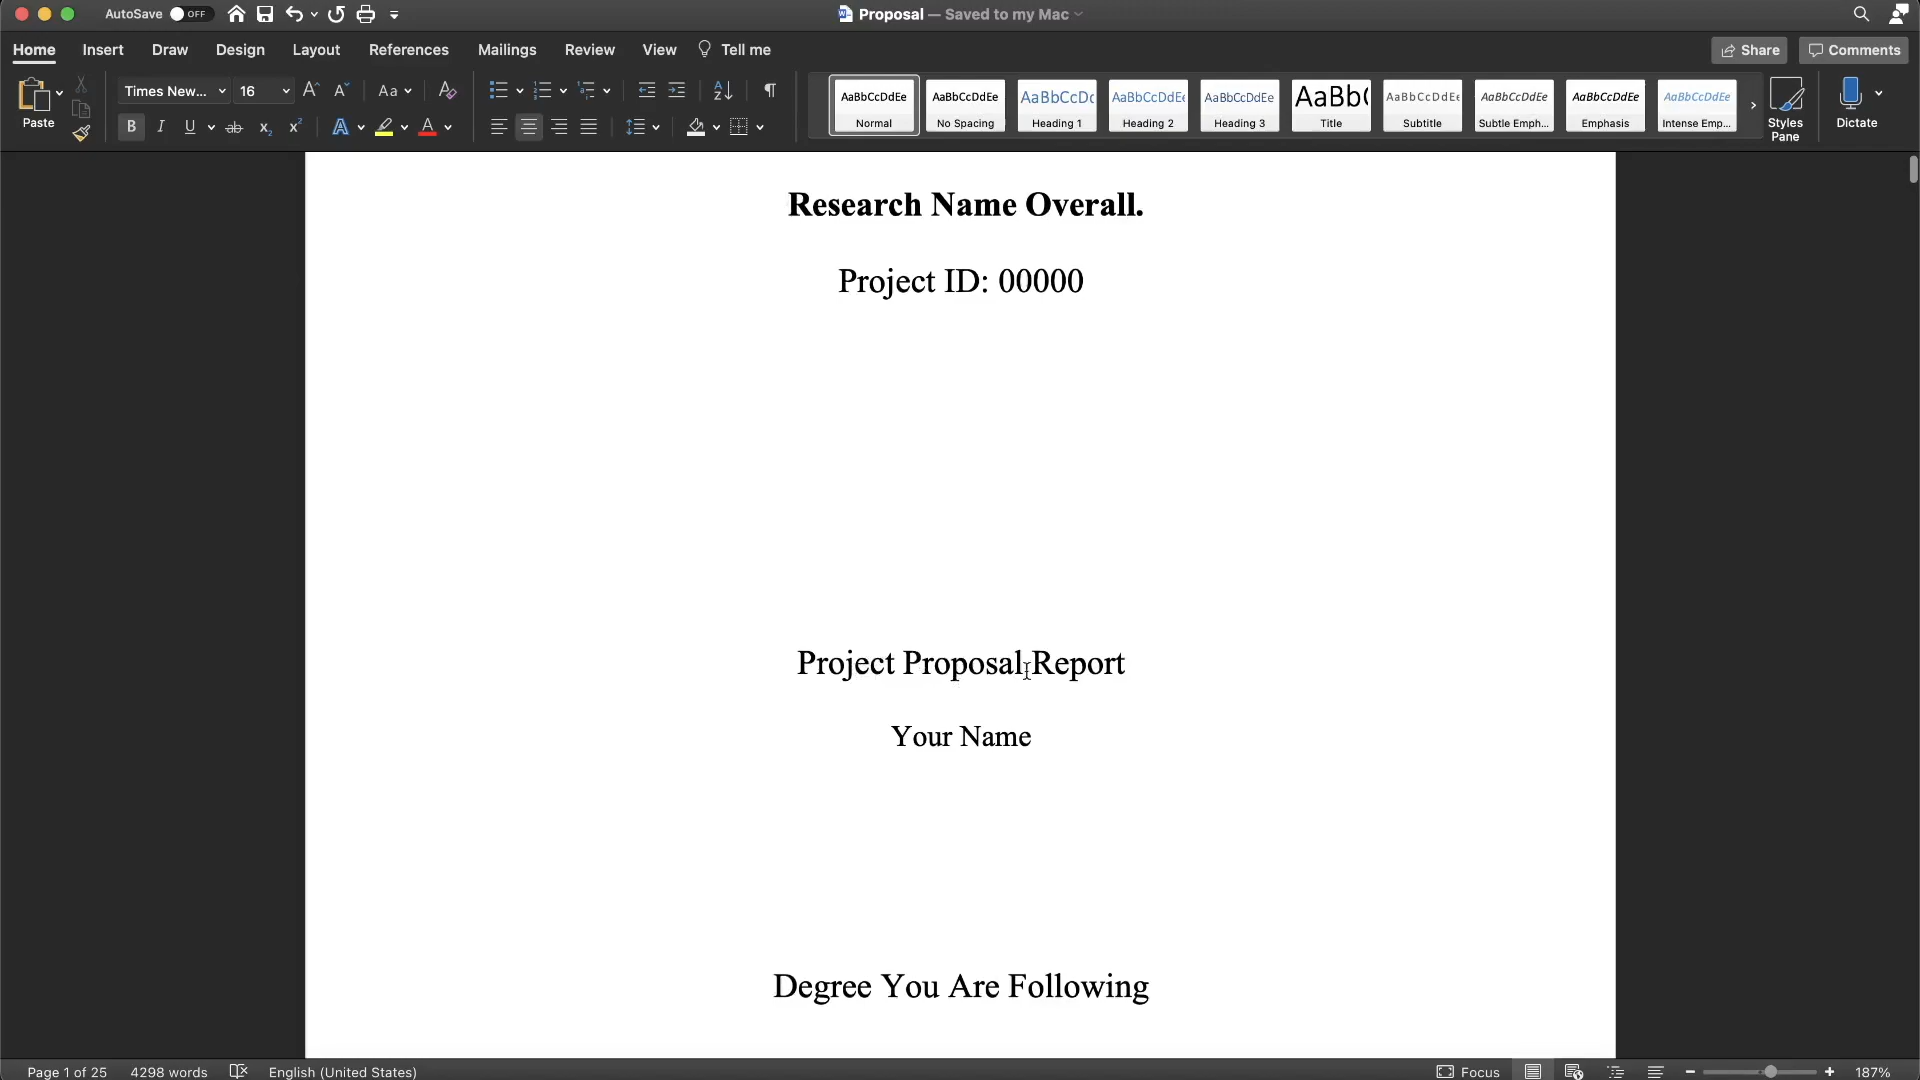 AutoSave OFF Proposal — Saved to my Mac
Home Insert Draw Design Layout References Mailings Review View Tell me Share Comments
Paste Times New... 16 Aa
AaBbCcDdEe AaBbCcDdEe AaBbCcDc AaBbCcDdEe AaBbCcDdEe AaBb( AaBbCcDdEe AaBbCcDdEe AaBbCcDdEe AaBbCcDdEe
Normal No Spacing Heading 1 Heading 2 Heading 3 Title Subtitle Subtle Emph... Emphasis Intense Emp... Styles Pane Dictate
Research Name Overall.
Project ID: 00000
Project Proposal Report
Your Name
Degree You Are Following
Page 1 of 25 4298 words English (United States) Focus 187%